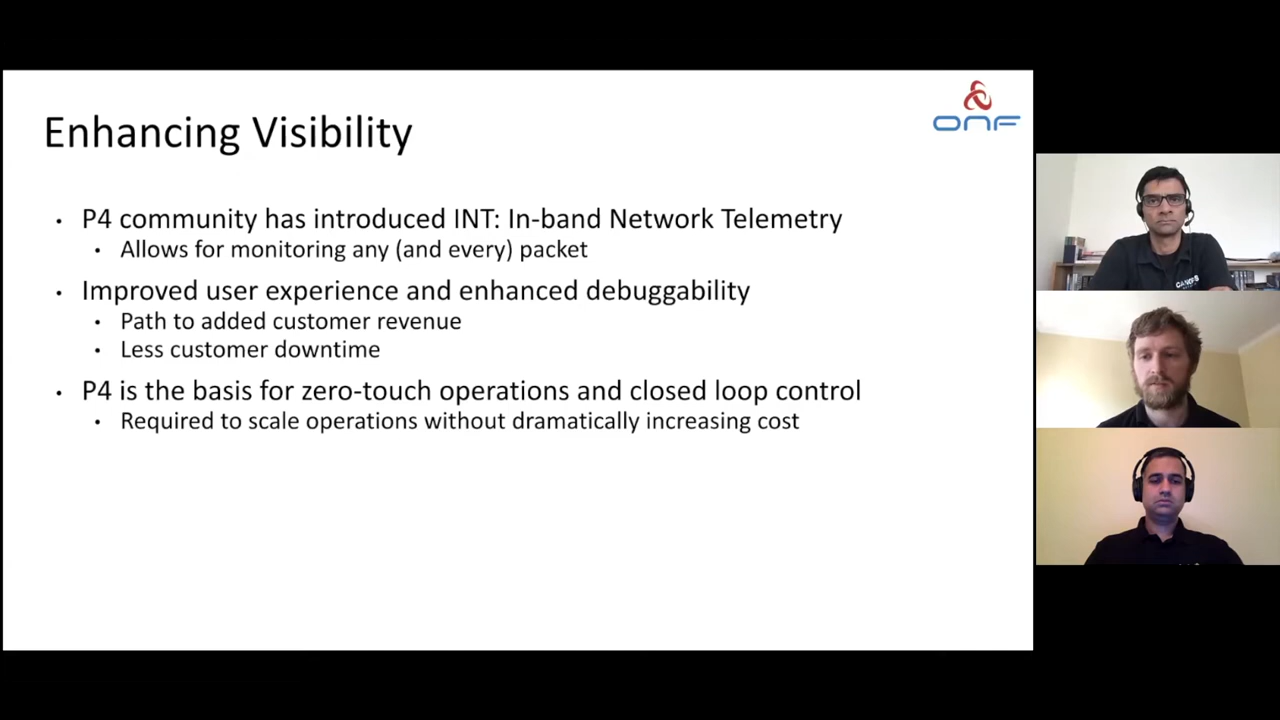 Enhancing Visibility
ONF
• P4 community has introduced INT: In-band Network Telemetry
• Allows for monitoring any (and every) packet
• Improved user experience and enhanced debuggability
• Path to added customer revenue
• Less customer downtime
• P4 is the basis for zero-touch operations and closed loop control
• Required to scale operations without dramatically increasing cost